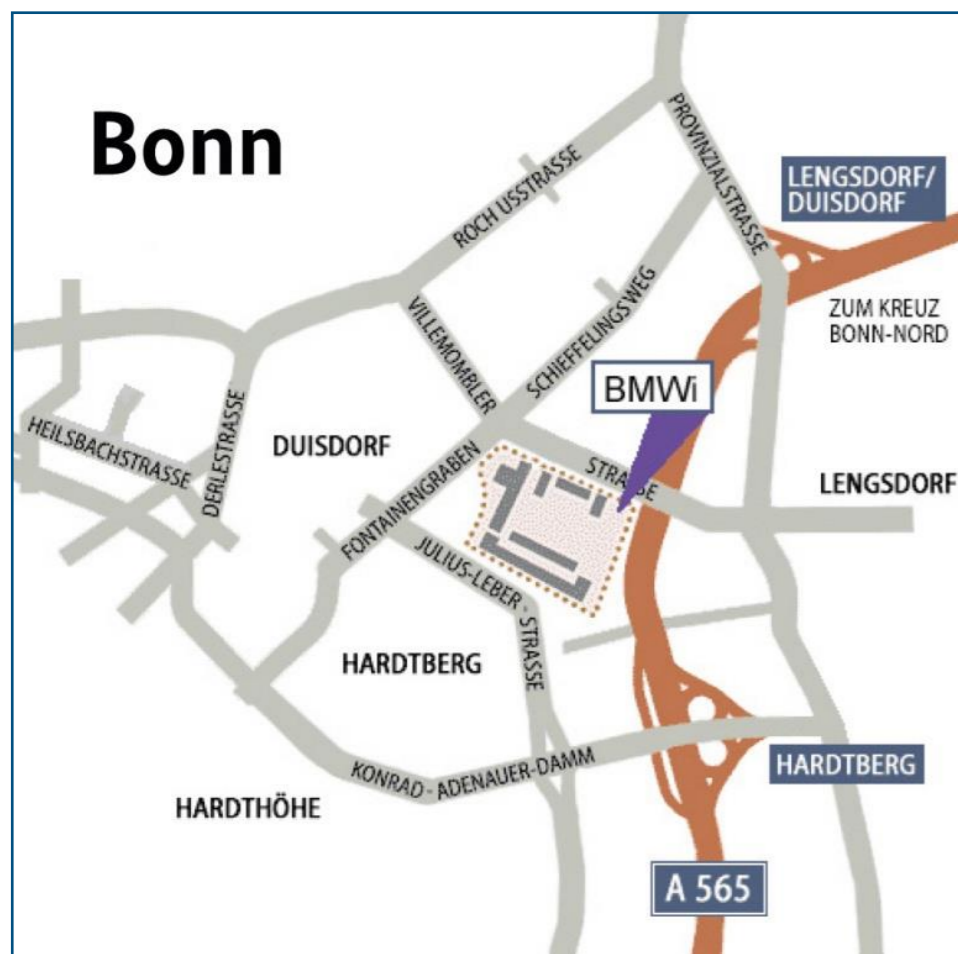 Bonn
PROVINZIALSTRASSE
LENGSDORF/
DUISDORF
ROCH USSTRASSE
ZUM KREUZ
BONN-NORD
VILLEMOMBLER
SCHIEFFELINGSWEG
BMWi
HEILSBACHSTRASSE
DERLESTRASSE
DUISDORF
FONTAINENGRABEN
STRASSE
LENGSDORF
JULIUS-LEBER - STRASSE
HARDTBERG
KONRAD - ADENAUER-DAMM
HARDTBERG
HARDTHÖHE
A 565